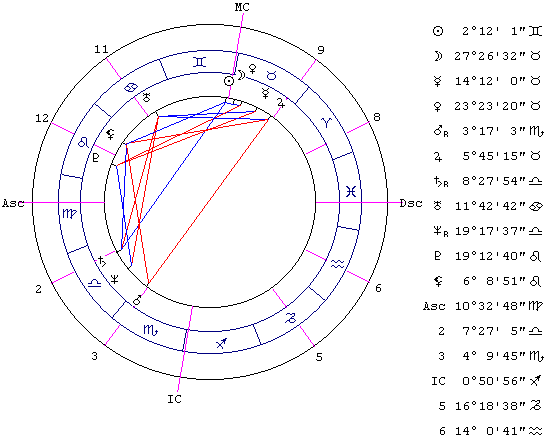 MC
11
9
12
8
Asc
Dsc
2
6
3
5
IC
☉ 2°12' 1"♊
☽ 27°26'32"♉
☿ 14°12' 0"♉
♀ 23°23'20"♉
♂R 3°17' 3"♏
♃ 5°45'15"♉
♄R 8°27'54"♎
♅ 11°42'42"♋
♆R 19°17'37"♎
♇ 19°12'40"♌
⚸ 6° 8'51"♌
Asc 10°32'48"♍
2 7°27' 5"♎
3 4° 9'45"♏
IC 0°50'56"♐
5 16°18'38"♑
6 14° 0'41"♒